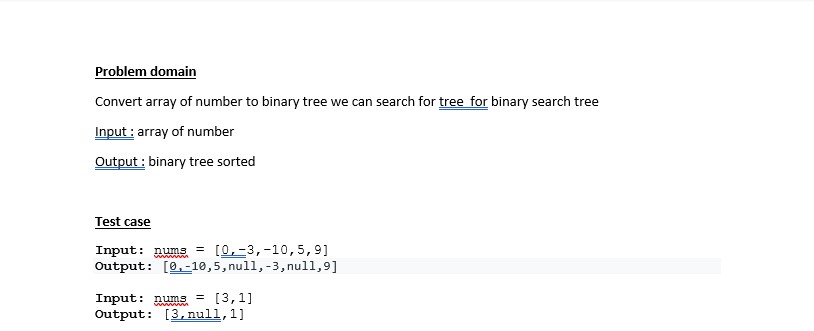 Problem domain
Convert array of number to binary tree we can search for tree  for binary search tree
Input : array of number
Output : binary tree sorted
Test case
Input: nums = [0,-3,-10,5,9]
Output: [0,-10,5,null,-3,null,9]
Input: nums = [3,1]
Output: [3,null,1]